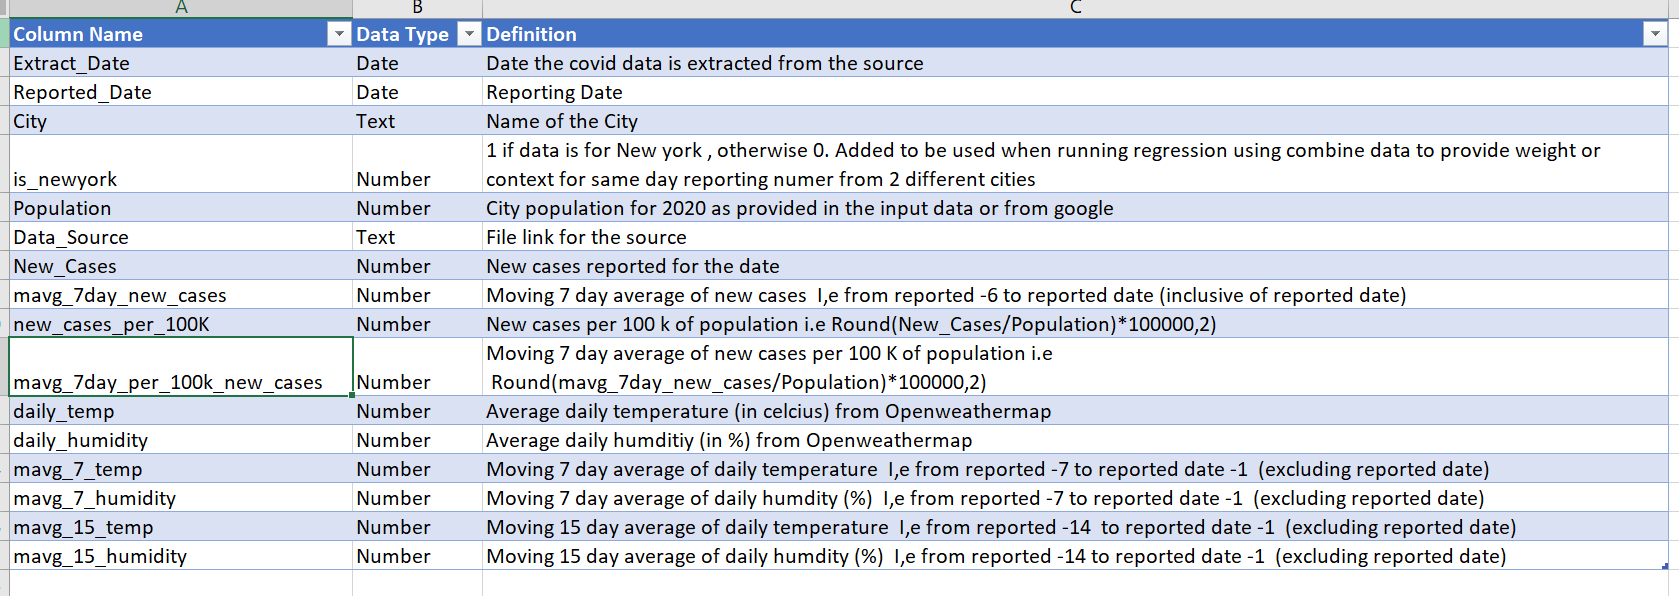 A B C
Column Name Data Type Definition
Extract_Date Date Date the covid data is extracted from the source
Reported_Date Date Reporting Date
City Text Name of the City
1 if data is for New york , otherwise 0. Added to be used when running regression using combine data to provide weight or
is_newyork Number context for same day reporting numer from 2 different cities
Population Number City population for 2020 as provided in the input data or from google
Data_Source Text File link for the source
New_Cases Number New cases reported for the date
mavg_7day_new_cases Number Moving 7 day average of new cases  I,e from reported -6 to reported date (inclusive of reported date)
new_cases_per_100K Number New cases per 100 k of population i.e Round(New_Cases/Population)*100000,2)
Moving 7 day average of new cases per 100 K of population i.e
mavg_7day_per_100k_new_cases Number Round(mavg_7day_new_cases/Population)*100000,2)
daily_temp Number Average daily temperature (in celcius) from Openweathermap
daily_humidity Number Average daily humditiy (in %) from Openweathermap
mavg_7_temp Number Moving 7 day average of daily temperature  I,e from reported -7 to reported date -1  (excluding reported date)
mavg_7_humidity Number Moving 7 day average of daily humdity (%)  I,e from reported -7 to reported date -1  (excluding reported date)
mavg_15_temp Number Moving 15 day average of daily temperature  I,e from reported -14  to reported date -1  (excluding reported date)
mavg_15_humidity Number Moving 15 day average of daily humdity (%)  I,e from reported -14 to reported date -1  (excluding reported date)